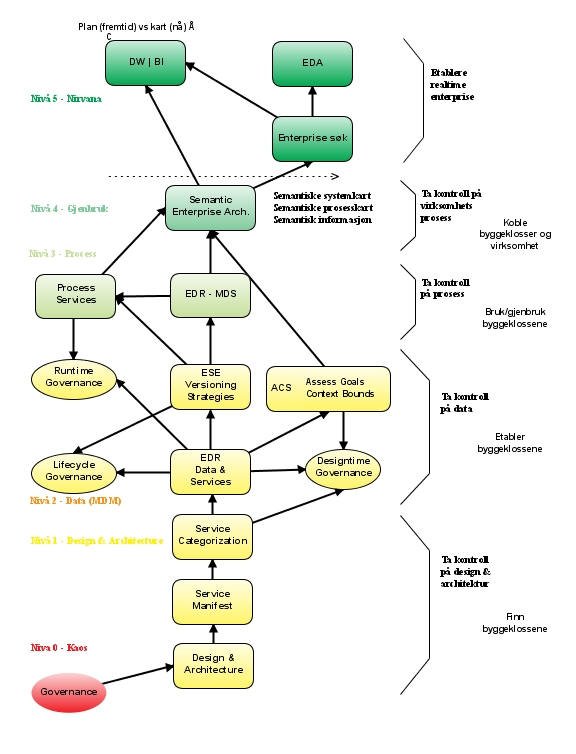 Plan (fremtid) vs kart (nå) Å
C
DW | BI
EDA
Etablere
realtime
enterprise
Nivå 5 - Nirvana
Enterprise søk
Semantic
Enterprise Arch.
Semantiske systemkart
Semantiske prosesskart
Semantisk informasjon
Ta kontroll på
virksomhets
prosess
Nivå 4 - Gjenbruk
Koble
byggeklosser og
virksomhet
Nivå 3 - Process
Process
Services
EDR - MDS
Ta kontroll
på prosess
Bruk/gjenbruk
byggeklossene
Runtime
Governance
ESE
Versioning
Strategies
ACS
Assess Goals
Context Bounds
Ta kontroll
på data
Etabler
byggeklossene
Lifecycle
Governance
EDR
Data &
Services
Designtime
Governance
Nivå 2 - Data (MDM)
Nivå 1 - Design & Architecture
Service
Categorization
Ta kontroll
på design &
arkitektur
Service
Manifest
Finn
byggeklossene
Niva 0 - Kaos
Design &
Architecture
Governance